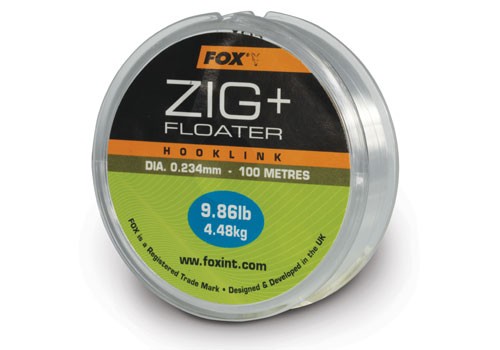 FOX
ZIG+
FLOATER
HOOKLINK
DIA. 0.234mm - 100 METRES
9.86lb
4.48kg
www.foxint.com
FOX is a Registered Trade Mark • Designed & Developed in the UK